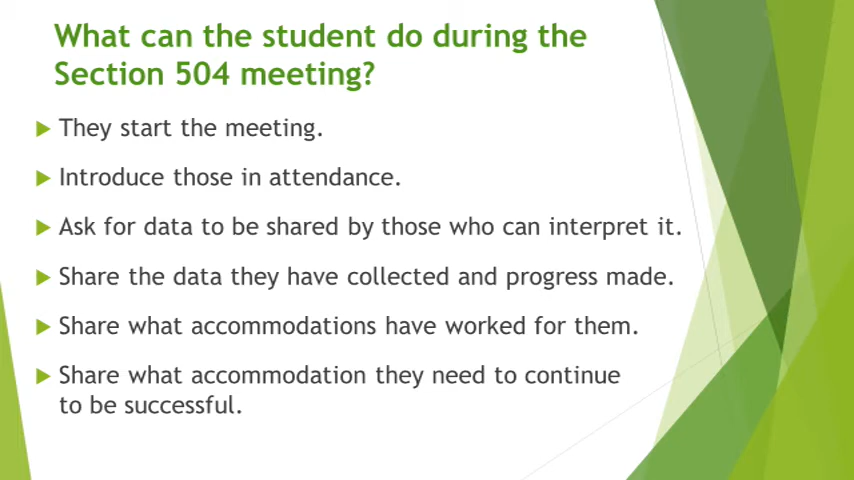 What can the student do during the
Section 504 meeting?
They start the meeting.
Introduce those in attendance.
Ask for data to be shared by those who can interpret it.
Share the data they have collected and progress made.
Share what accommodations have worked for them.
Share what accommodation they need to continue
to be successful.